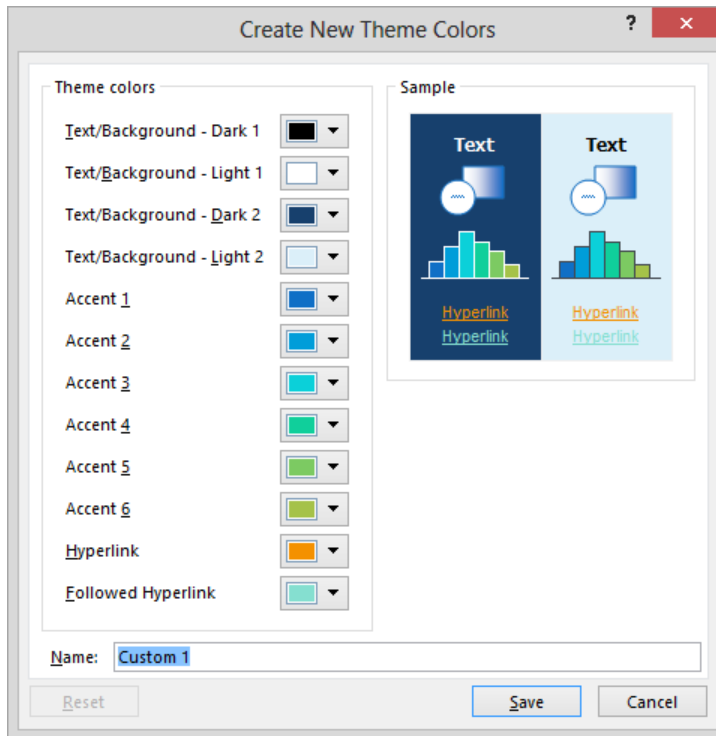 Create New Theme Colors
?
Theme colors
Text/Background - Dark 1
Text/Background - Light 1
Text/Background - Dark 2
Text/Background - Light 2
Accent 1
Accent 2
Accent 3
Accent 4
Accent 5
Accent 6
Hyperlink
Followed Hyperlink
Sample
Text Text
Hyperlink Hyperlink
Hyperlink Hyperlink
Name: Custom 1
Reset Save Cancel